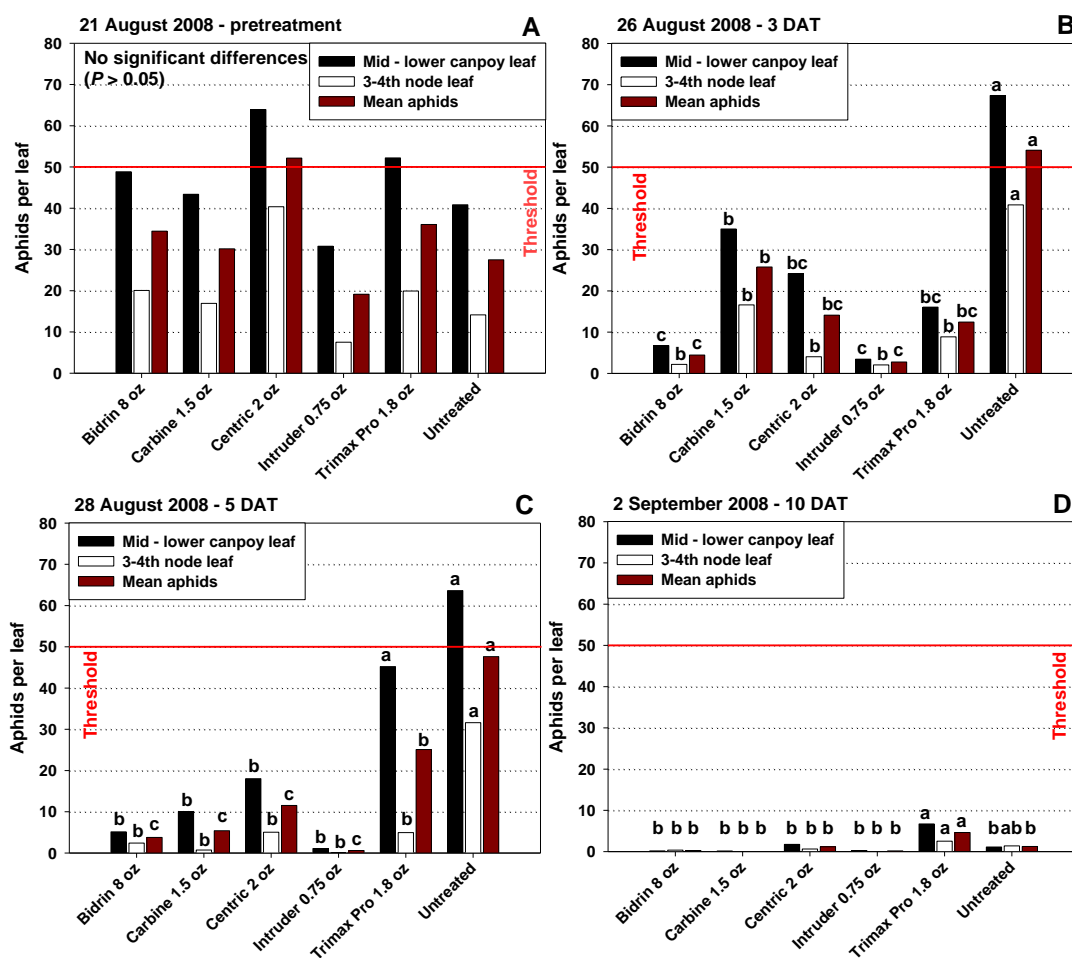 21 August 2008 - pretreatment
A
No significant differences
(P > 0.05)
Mid - lower canpoy leaf
3-4th node leaf
Mean aphids
Aphids per leaf
80
70
60
50
40
30
20
10
0
Threshold
Bidrin 8 oz
Carbine 1.5 oz
Centric 2 oz
Intruder 0.75 oz
Trimax Pro 1.8 oz
Untreated
26 August 2008 - 3 DAT
B
Mid - lower canpoy leaf
3-4th node leaf
Mean aphids
Aphids per leaf
80
70
60
50
40
30
20
10
0
Threshold
c b c
b b b
bc b bc
c b c
bc b bc
a a a
Bidrin 8 oz
Carbine 1.5 oz
Centric 2 oz
Intruder 0.75 oz
Trimax Pro 1.8 oz
Untreated
28 August 2008 - 5 DAT
C
Mid - lower canpoy leaf
3-4th node leaf
Mean aphids
Aphids per leaf
80
70
60
50
40
30
20
10
0
Threshold
b b c
b b c
b b c
b b c
a b b
a a a
Bidrin 8 oz
Carbine 1.5 oz
Centric 2 oz
Intruder 0.75 oz
Trimax Pro 1.8 oz
Untreated
2 September 2008 - 10 DAT
D
Mid - lower canpoy leaf
3-4th node leaf
Mean aphids
Aphids per leaf
80
70
60
50
40
30
20
10
0
Threshold
b b b
b b b
b b b
b b b
a a a
b ab b
Bidrin 8 oz
Carbine 1.5 oz
Centric 2 oz
Intruder 0.75 oz
Trimax Pro 1.8 oz
Untreated